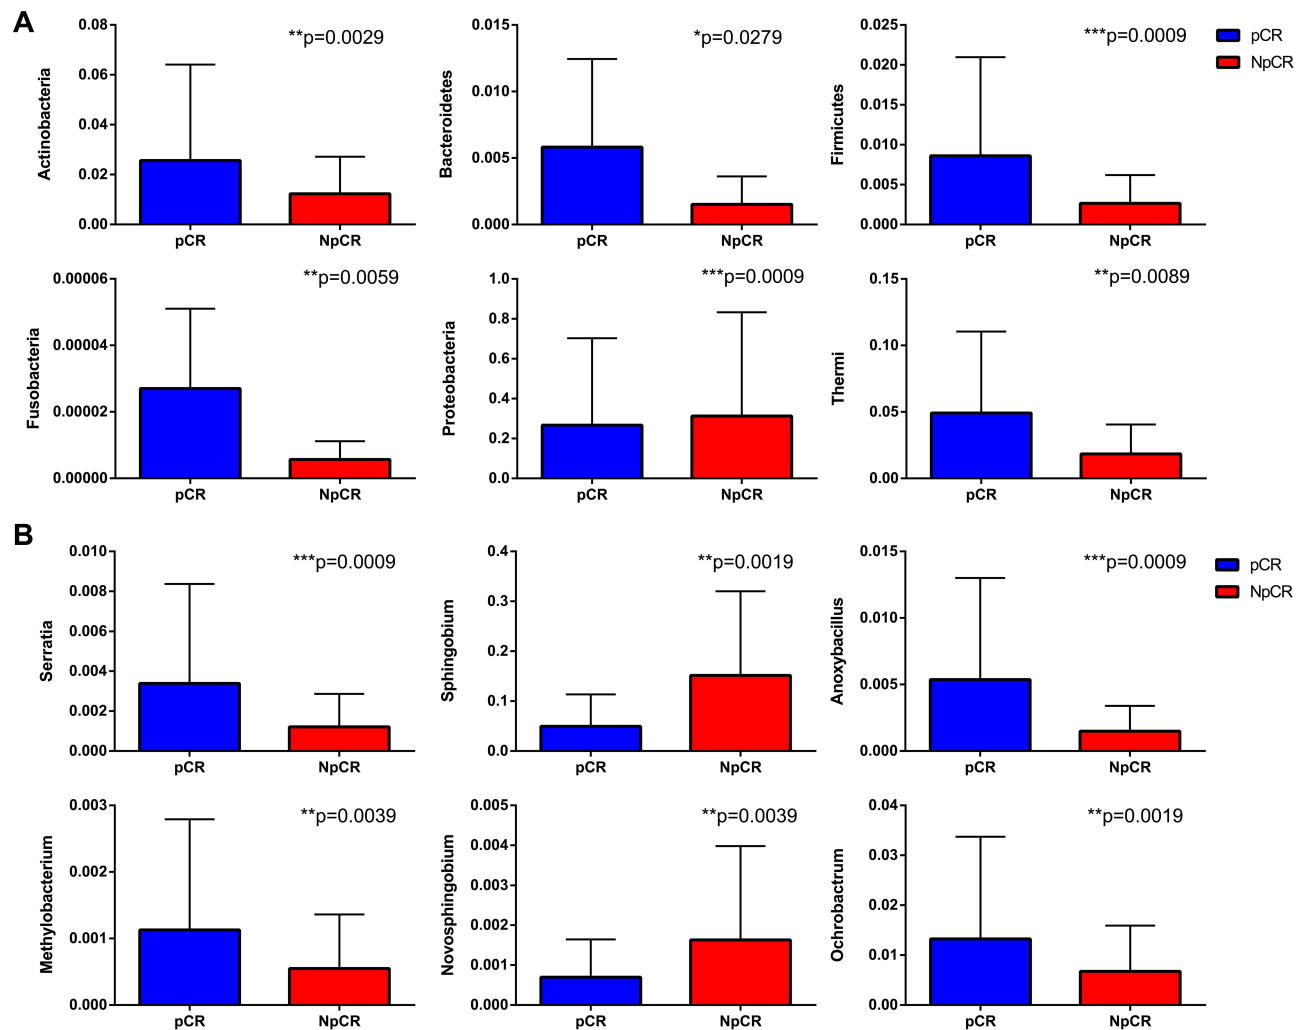 A
Actinobacteria
0.08
0.06
0.04
0.02
0.00
**p=0.0029
pCR
NpCR
Bacteroidetes
0.015
0.010
0.005
0.000
*p=0.0279
pCR
NpCR
Firmicutes
0.025
0.020
0.015
0.010
0.005
0.000
***p=0.0009
pCR
NpCR
pCR
NpCR
Fusobacteria
0.00006
0.00004
0.00002
0.00000
**p=0.0059
pCR
NpCR
Proteobacteria
1.0
0.8
0.6
0.4
0.2
0.0
***p=0.0009
pCR
NpCR
Thermi
0.15
0.10
0.05
0.00
**p=0.0089
pCR
NpCR
B
Serratia
0.010
0.008
0.006
0.004
0.002
0.000
***p=0.0009
pCR
NpCR
Sphingobium
0.4
0.3
0.2
0.1
0.0
**p=0.0019
pCR
NpCR
Anoxybacillus
0.015
0.010
0.005
0.000
***p=0.0009
pCR
NpCR
pCR
NpCR
Methylobacterium
0.003
0.002
0.001
0.000
**p=0.0039
pCR
NpCR
Novosphingobium
0.005
0.004
0.003
0.002
0.001
0.000
**p=0.0039
pCR
NpCR
Ochrobactrum
0.04
0.03
0.02
0.01
0.00
**p=0.0019
pCR
NpCR